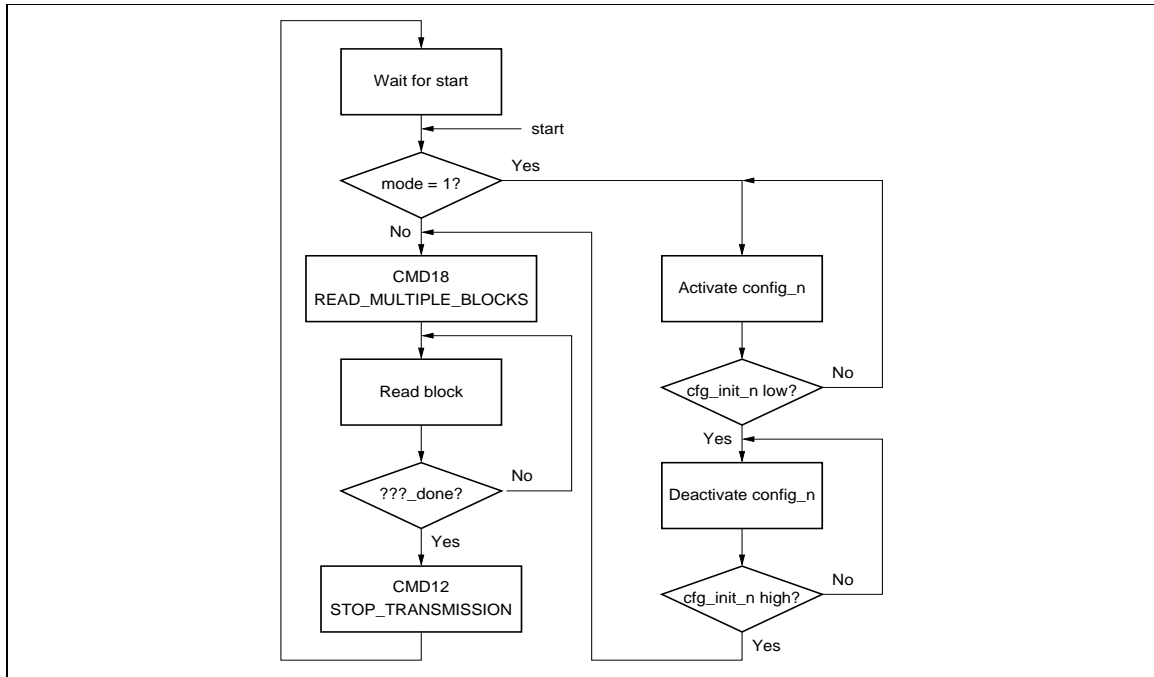 Wait for start
start
mode = 1?
Yes
No
CMD18
READ_MULTIPLE_BLOCKS
Read block
???_done?
No
Yes
CMD12
STOP_TRANSMISSION
Activate config_n
cfg_init_n low?
No
Yes
Deactivate config_n
cfg_init_n high?
No
Yes